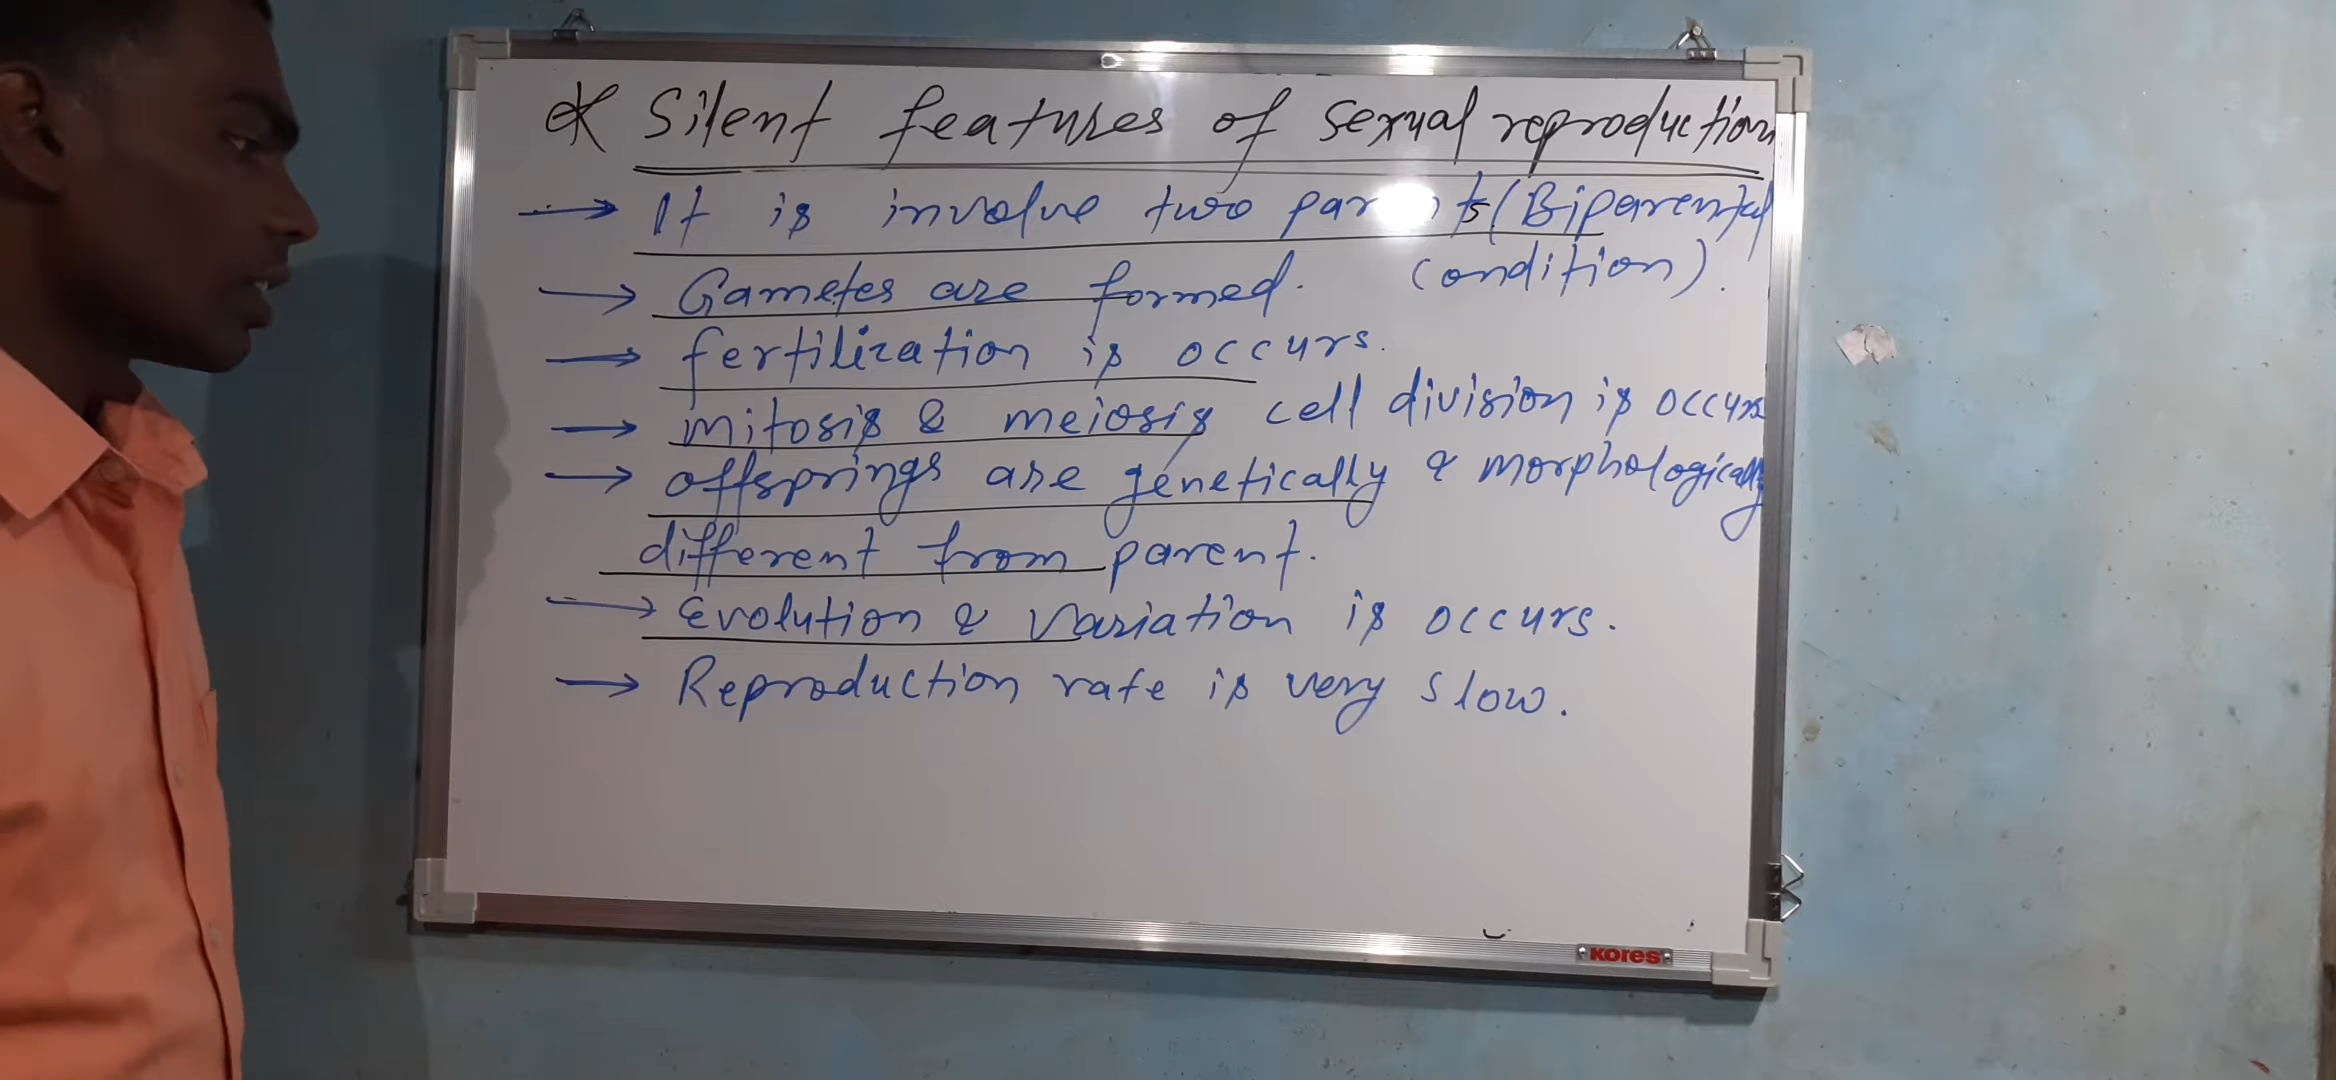 * Silent features of sexual reproduction
→ It is involve two parents (Biparental
condition).
→ Gametes are formed.
→ fertilization is occurs.
→ mitosis & meiosis cell division is occurs
→ offsprings are genetically & morphologically
different from parent.
→ Evolution & Variation is occurs.
→ Reproduction rate is very slow.
kores